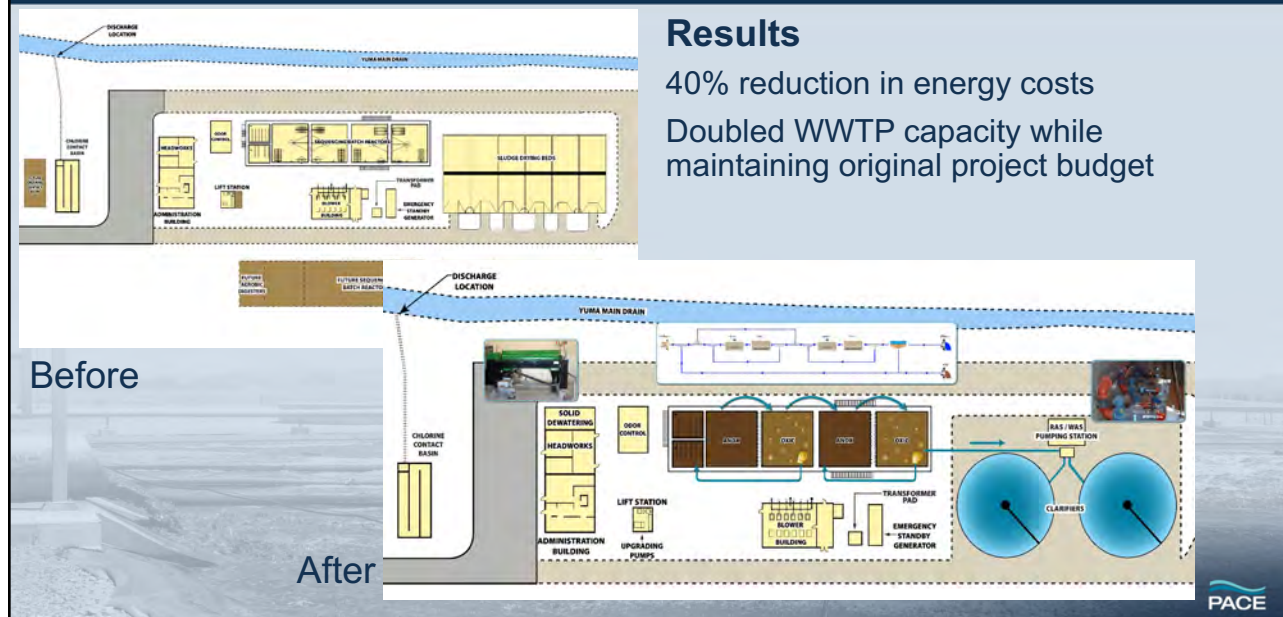 Results
40% reduction in energy costs
Doubled WWTP capacity while
maintaining original project budget
DISCHARGE
LOCATION
YUMA MAIN DRAIN
CHLORINE
CONTACT
BASIN
HEADWORKS
ODOR
CONTROL
SEQUENCING BATCH REACTORS
SLUDGE DRYING BEDS
LIFT STATION
TRANSFORMER
PAD
BLOWER
BUILDING
EMERGENCY
STANDBY
GENERATOR
ADMINISTRATION
BUILDING
FUTURE
AEROBIC
DIGESTERS
FUTURE SEQUEN
BATCH REACTO
Before
DISCHARGE
LOCATION
YUMA MAIN DRAIN
SOLID
DEWATERING
HEADWORKS
ODOR
CONTROL
CHLORINE
CONTACT
BASIN
ANOX
OXIC
ANOX
OXIC
RAS / WAS
PUMPING STATION
CLARIFIERS
LIFT STATION
UPGRADING
PUMPS
ADMINISTRATION
BUILDING
BLOWER
BUILDING
TRANSFORMER
PAD
EMERGENCY
STANDBY
GENERATOR
After
PACE